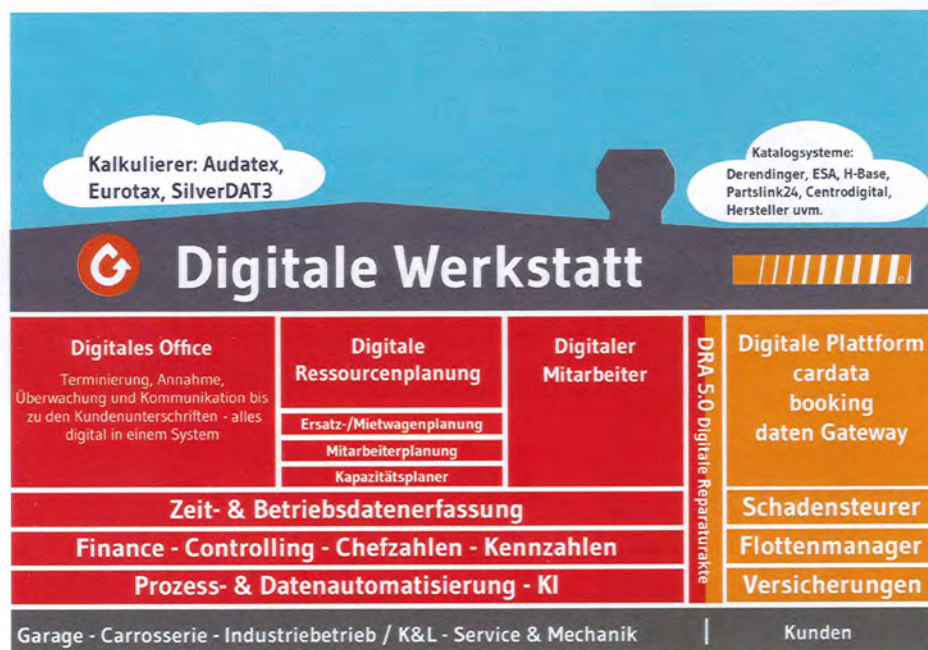 Kalkulierer: Audatex,
Eurotax, SilverDAT3
Katalogsysteme:
Derendinger, ESA, H-Base,
Partslink24, Centrodigital,
Hersteller uvm.
Digitale Werkstatt
Digitales Office
Terminierung, Annahme,
Überwachung und Kommunikation bis
zu den Kundenunterschriften - alles
digital in einem System
Digitale
Ressourcenplanung
Ersatz-/Mietwagenplanung
Mitarbeiterplanung
Kapazitätsplaner
Digitaler
Mitarbeiter
DRA 5.0 Digitale Reparaturakte
Digitale Plattform
cardata
booking
daten Gateway
Zeit- & Betriebsdatenerfassung
Schadensteurer
Finance - Controlling - Chefzahlen - Kennzahlen
Flottenmanager
Prozess- & Datenautomatisierung - KI
Versicherungen
Garage - Carrosserie - Industriebetrieb / K&L - Service & Mechanik | Kunden